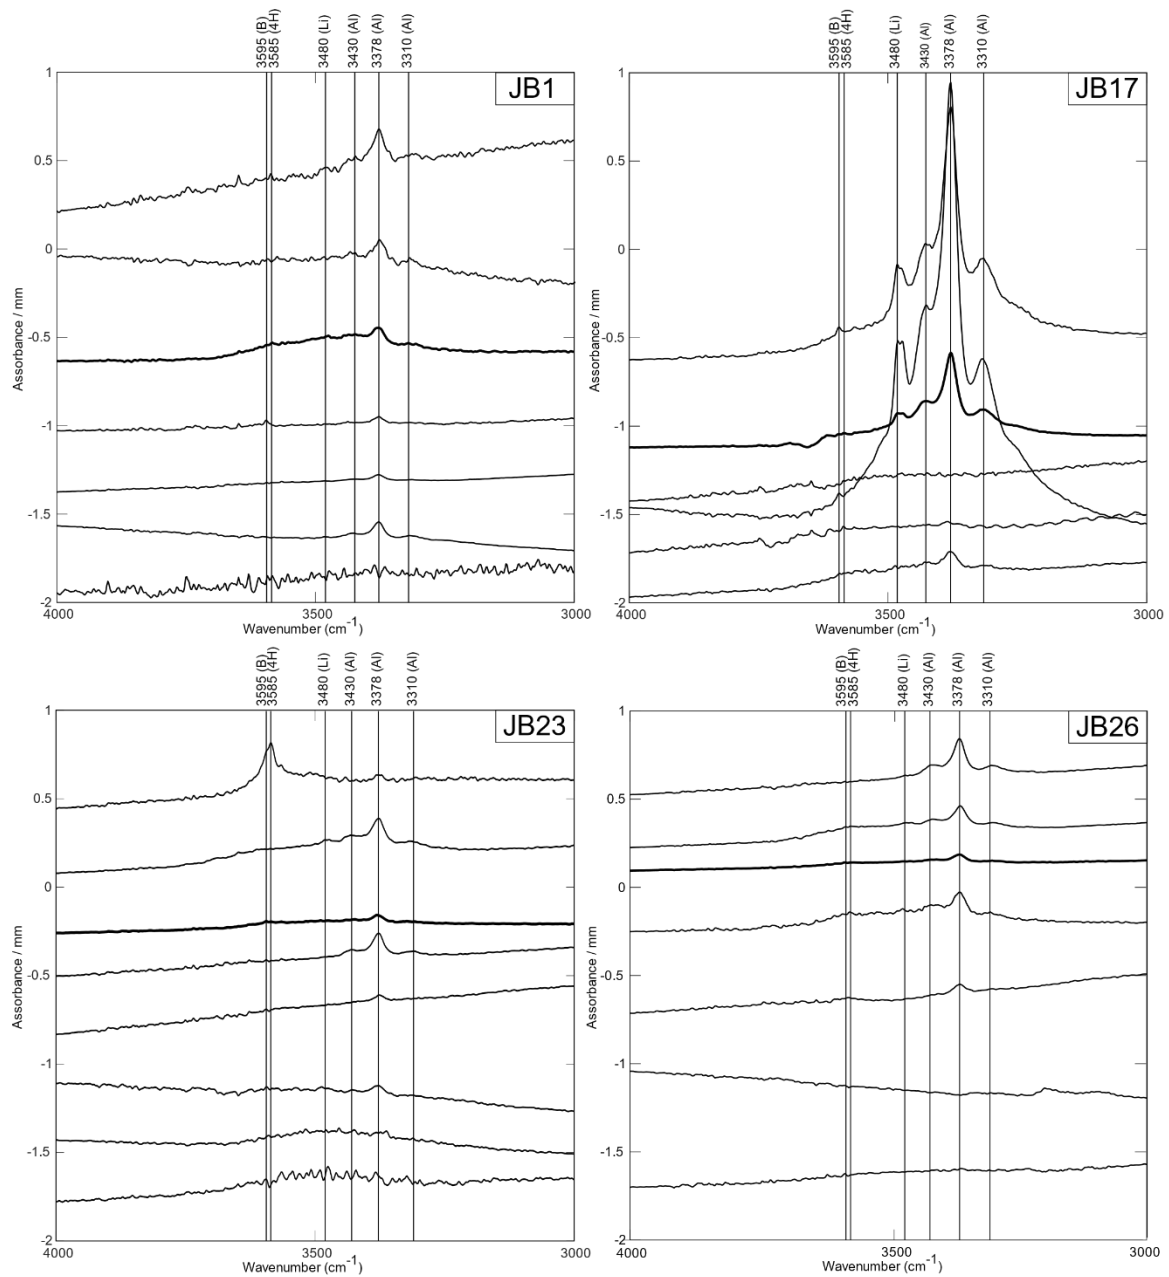 3595 (B)
3585 (4H)
3480 (Li)
3430 (Al)
3378 (Al)
3310 (Al)
JB1
1
0.5
0
-0.5
-1
-1.5
-2
4000
3500
3000
Assorbance / mm
Wavenumber (cm-1)
3595 (B)
3585 (4H)
3480 (Li)
3430 (Al)
3378 (Al)
3310 (Al)
JB17
1
0.5
0
-0.5
-1
-1.5
-2
4000
3500
3000
Assorbance / mm
Wavenumber (cm-1)
3595 (B)
3585 (4H)
3480 (Li)
3430 (Al)
3378 (Al)
3310 (Al)
JB23
1
0.5
0
-0.5
-1
-1.5
-2
4000
3500
3000
Assorbance / mm
Wavenumber (cm-1)
3595 (B)
3585 (4H)
3480 (Li)
3430 (Al)
3378 (Al)
3310 (Al)
JB26
1
0.5
0
-0.5
-1
-1.5
-2
4000
3500
3000
Assorbance / mm
Wavenumber (cm-1)